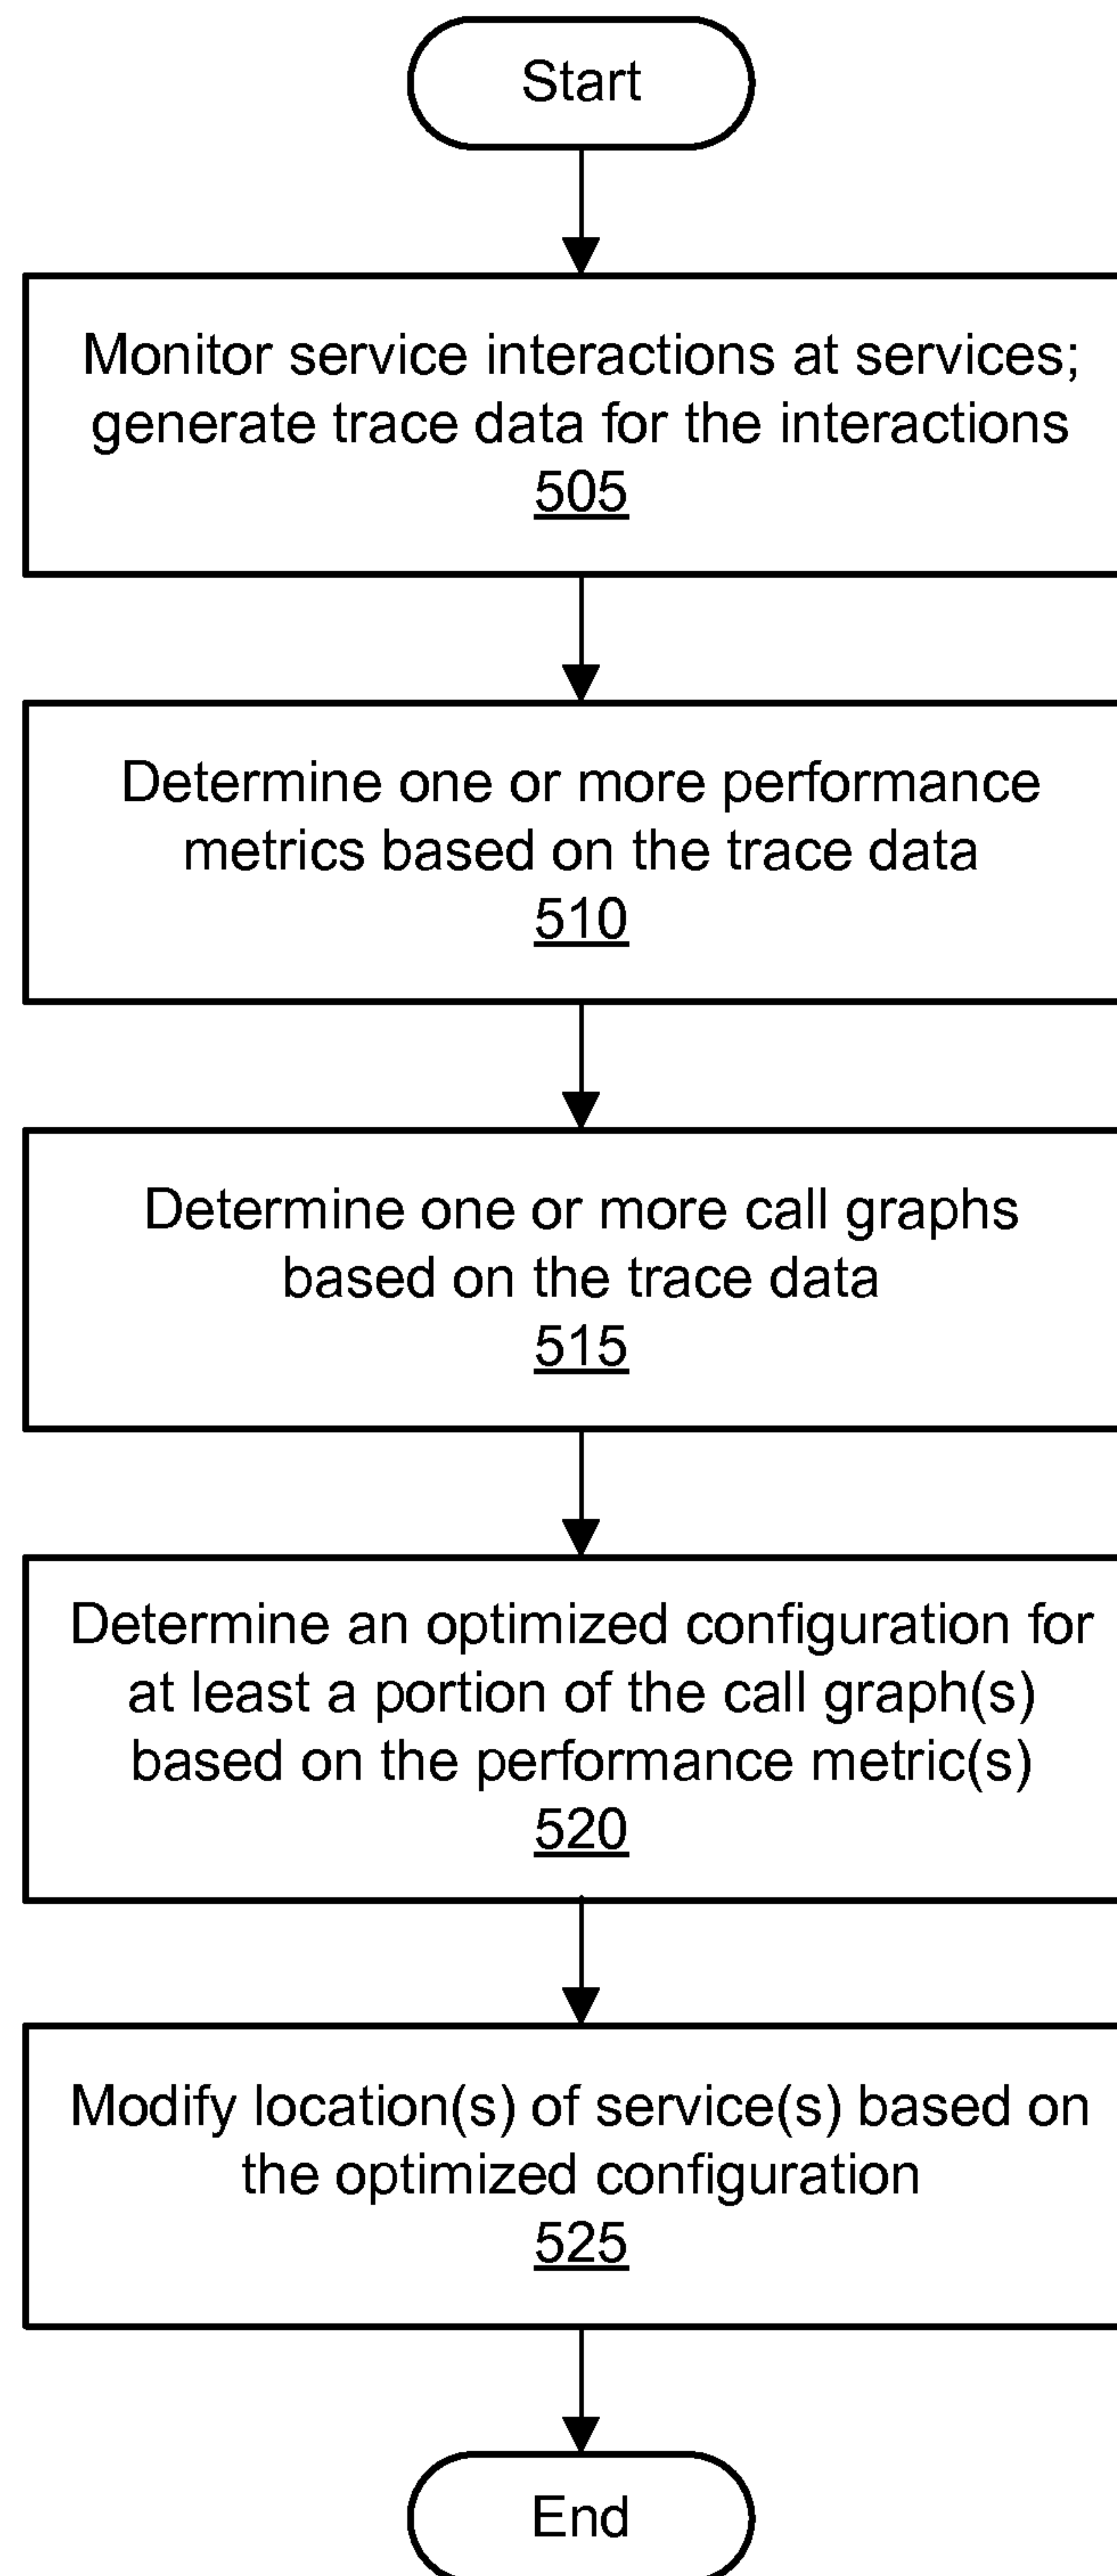 Start
Monitor service interactions at services;
generate trace data for the interactions
505
Determine one or more performance
metrics based on the trace data
510
Determine one or more call graphs
based on the trace data
515
Determine an optimized configuration for
at least a portion of the call graph(s)
based on the performance metric(s)
520
Modify location(s) of service(s) based on
the optimized configuration
525
End